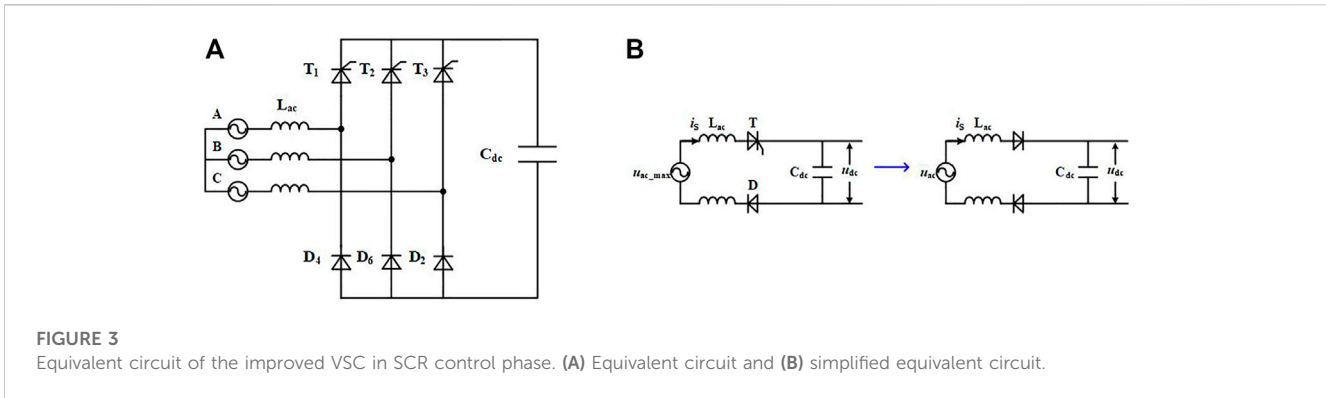 A
B
T₁ T₂ T₃
A
Lac
B
C
Cdc
D₄ D₆ D₂
iS Lac T
uac_max
Cdc
udc
D
iS Lac
uac
Cdc
udc
FIGURE 3
Equivalent circuit of the improved VSC in SCR control phase. (A) Equivalent circuit and (B) simplified equivalent circuit.